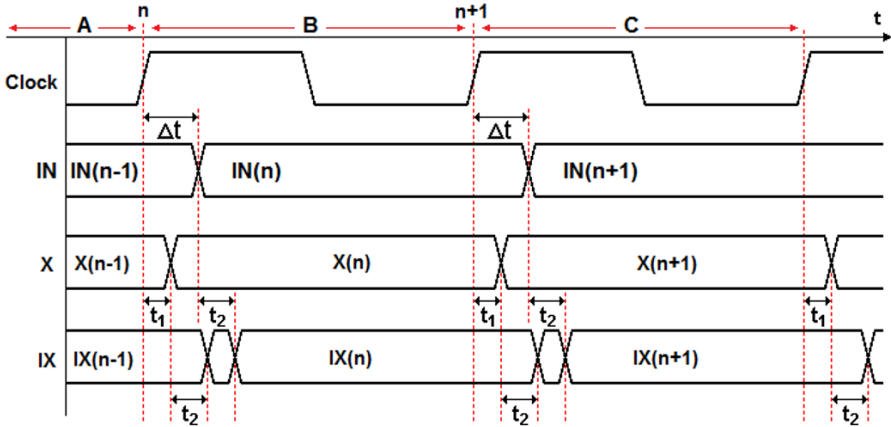 n n+1 t
A B C
Clock
Δt Δt
IN IN(n-1) IN(n) IN(n+1)
X X(n-1) X(n) X(n+1)
t1 t2 t1 t2 t1
IX IX(n-1) IX(n) IX(n+1)
t2 t2 t2